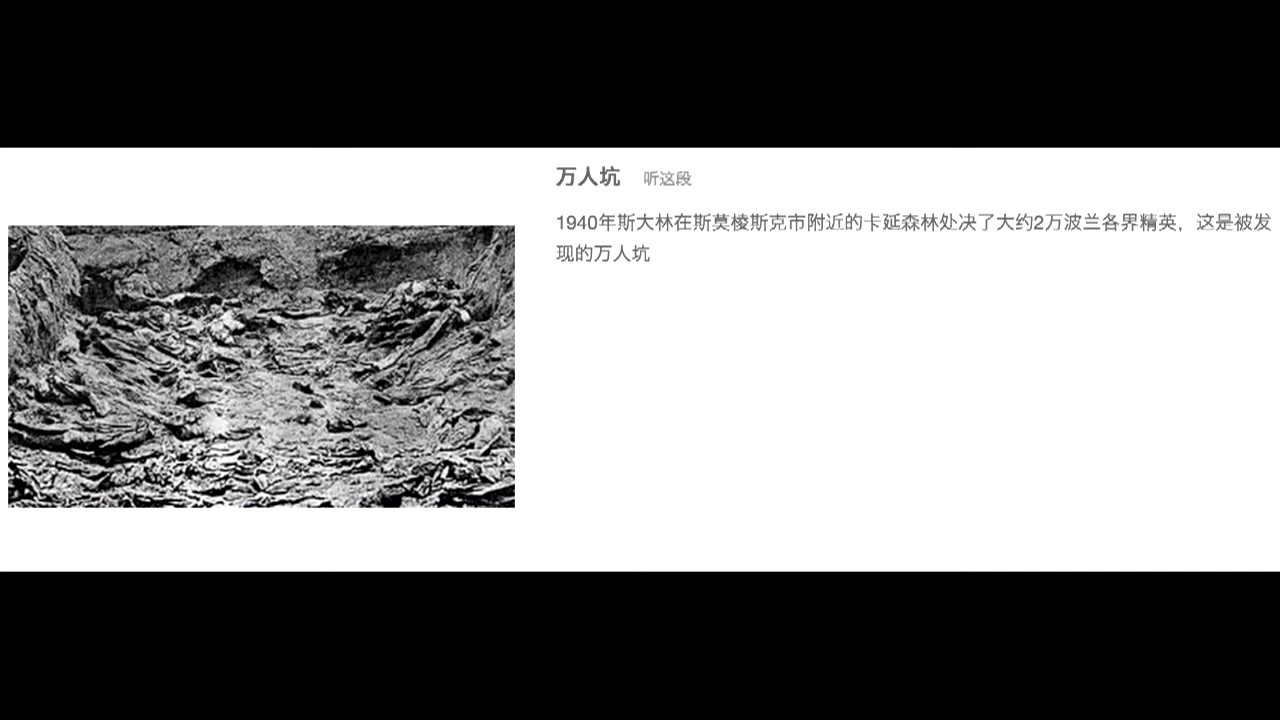 万人坑 听这段
1940年斯大林在斯莫棱斯克市附近的卡延森林处决了大约2万波兰各界精英，这是被发
现的万人坑